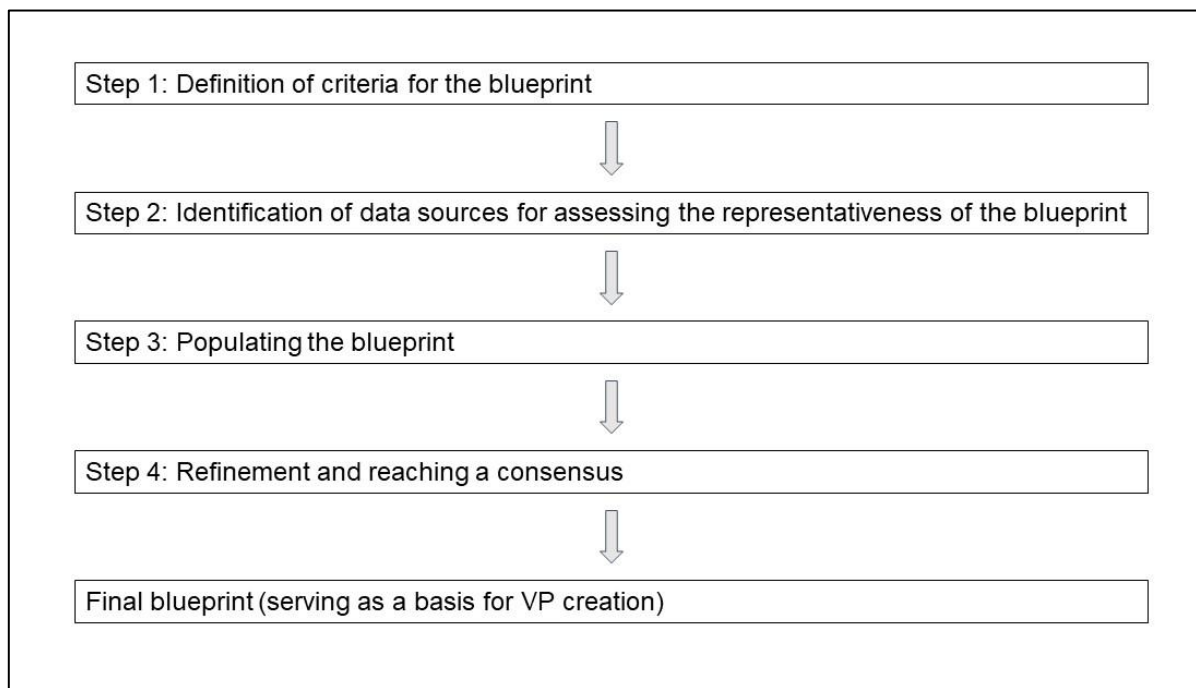 Step 1: Definition of criteria for the blueprint
Step 2: Identification of data sources for assessing the representativeness of the blueprint
Step 3: Populating the blueprint
Step 4: Refinement and reaching a consensus
Final blueprint (serving as a basis for VP creation)